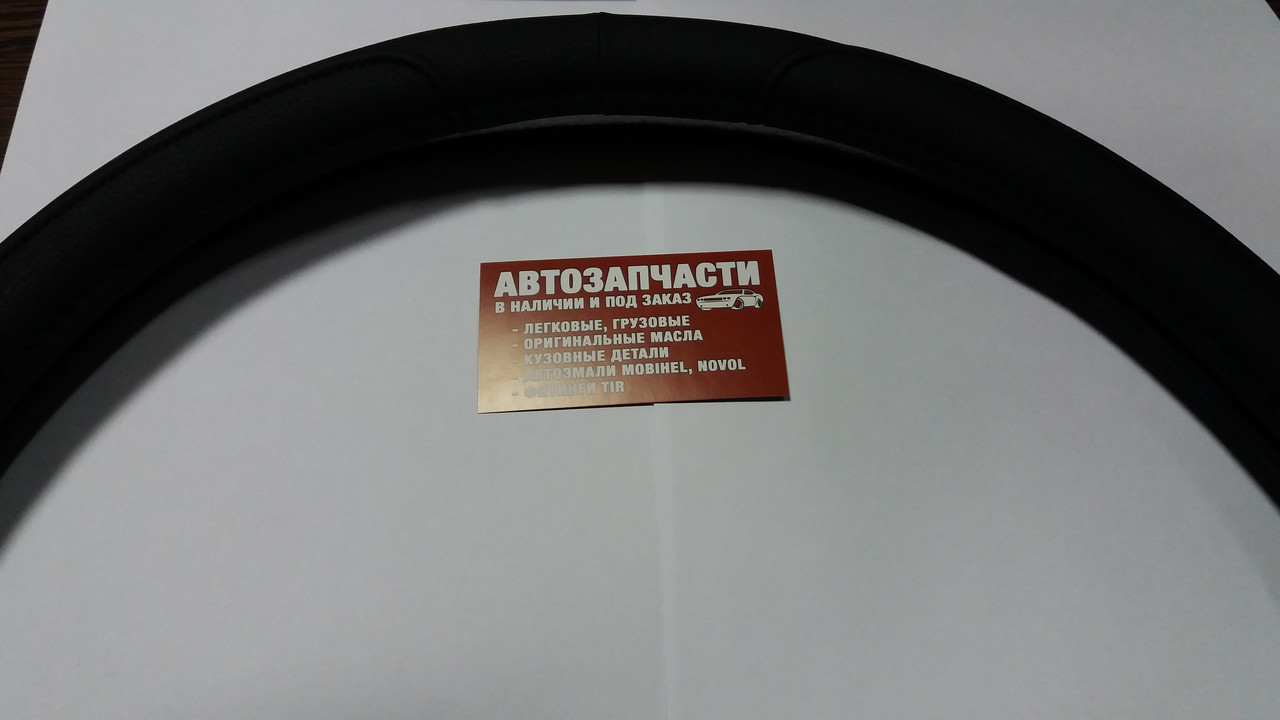 АВТОЗАПЧАСТИ
В НАЛИЧИИ И ПОД ЗАКАЗ
- ЛЕГКОВЫЕ, ГРУЗОВЫЕ
- ОРИГИНАЛЬНЫЕ МАСЛА
- КУЗОВНЫЕ ДЕТАЛИ
- АВТОЭМАЛИ MOBIHEL, NOVOL
- TIR